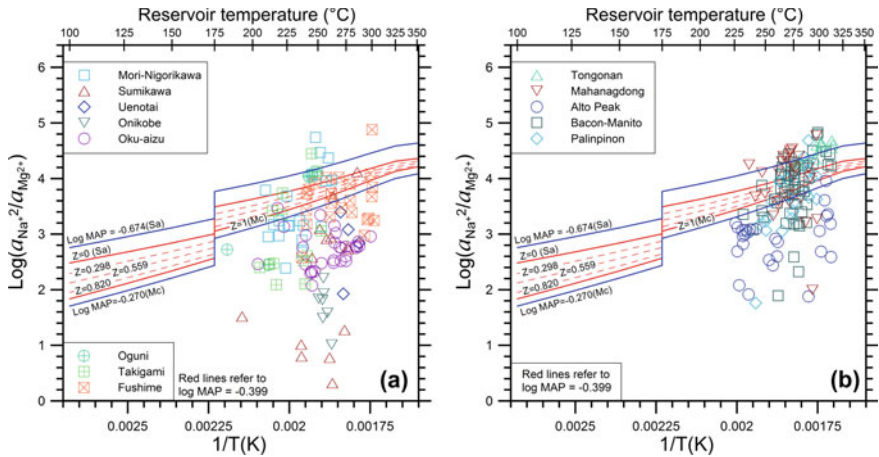 Reservoir temperature (°C)
100 125 150 175 200 225 250 275 300 325 350
Log(aNa+2/aMg2+)
6
5
4
3
2
1
0
Mori-Nigorikawa
Sumikawa
Uenotai
Onikobe
Oku-aizu
Log MAP = -0.674(Sa)
Z=0 (Sa)
Z=0.298 Z=0.559
Z=0.820
Log MAP=-0.270(Mc)
Z=1(Mc)
Oguni
Takigami
Fushime
Red lines refer to
log MAP = -0.399
(a)
0.0025 0.00225 0.002 0.00175
1/T(K)
Reservoir temperature (°C)
100 125 150 175 200 225 250 275 300 325 350
Log(aNa+2/aMg2+)
6
5
4
3
2
1
0
Tongonan
Mahanagdong
Alto Peak
Bacon-Manito
Palinpinon
Log MAP = -0.674(Sa)
Z=0 (Sa)
Z=0.298 Z=0.559
Z=0.820
Log MAP=-0.270(Mc)
Z=1(Mc)
Red lines refer to
log MAP = -0.399
(b)
0.0025 0.00225 0.002 0.00175
1/T(K)